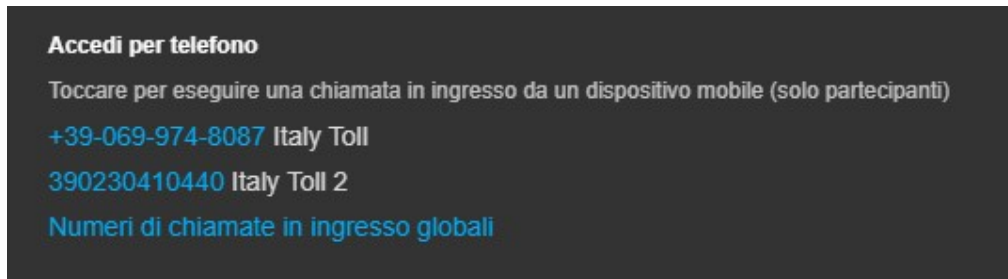 Accedi per telefono
Toccare per eseguire una chiamata in ingresso da un dispositivo mobile (solo partecipanti)
+39-069-974-8087 Italy Toll
390230410440 Italy Toll 2
Numeri di chiamate in ingresso globali